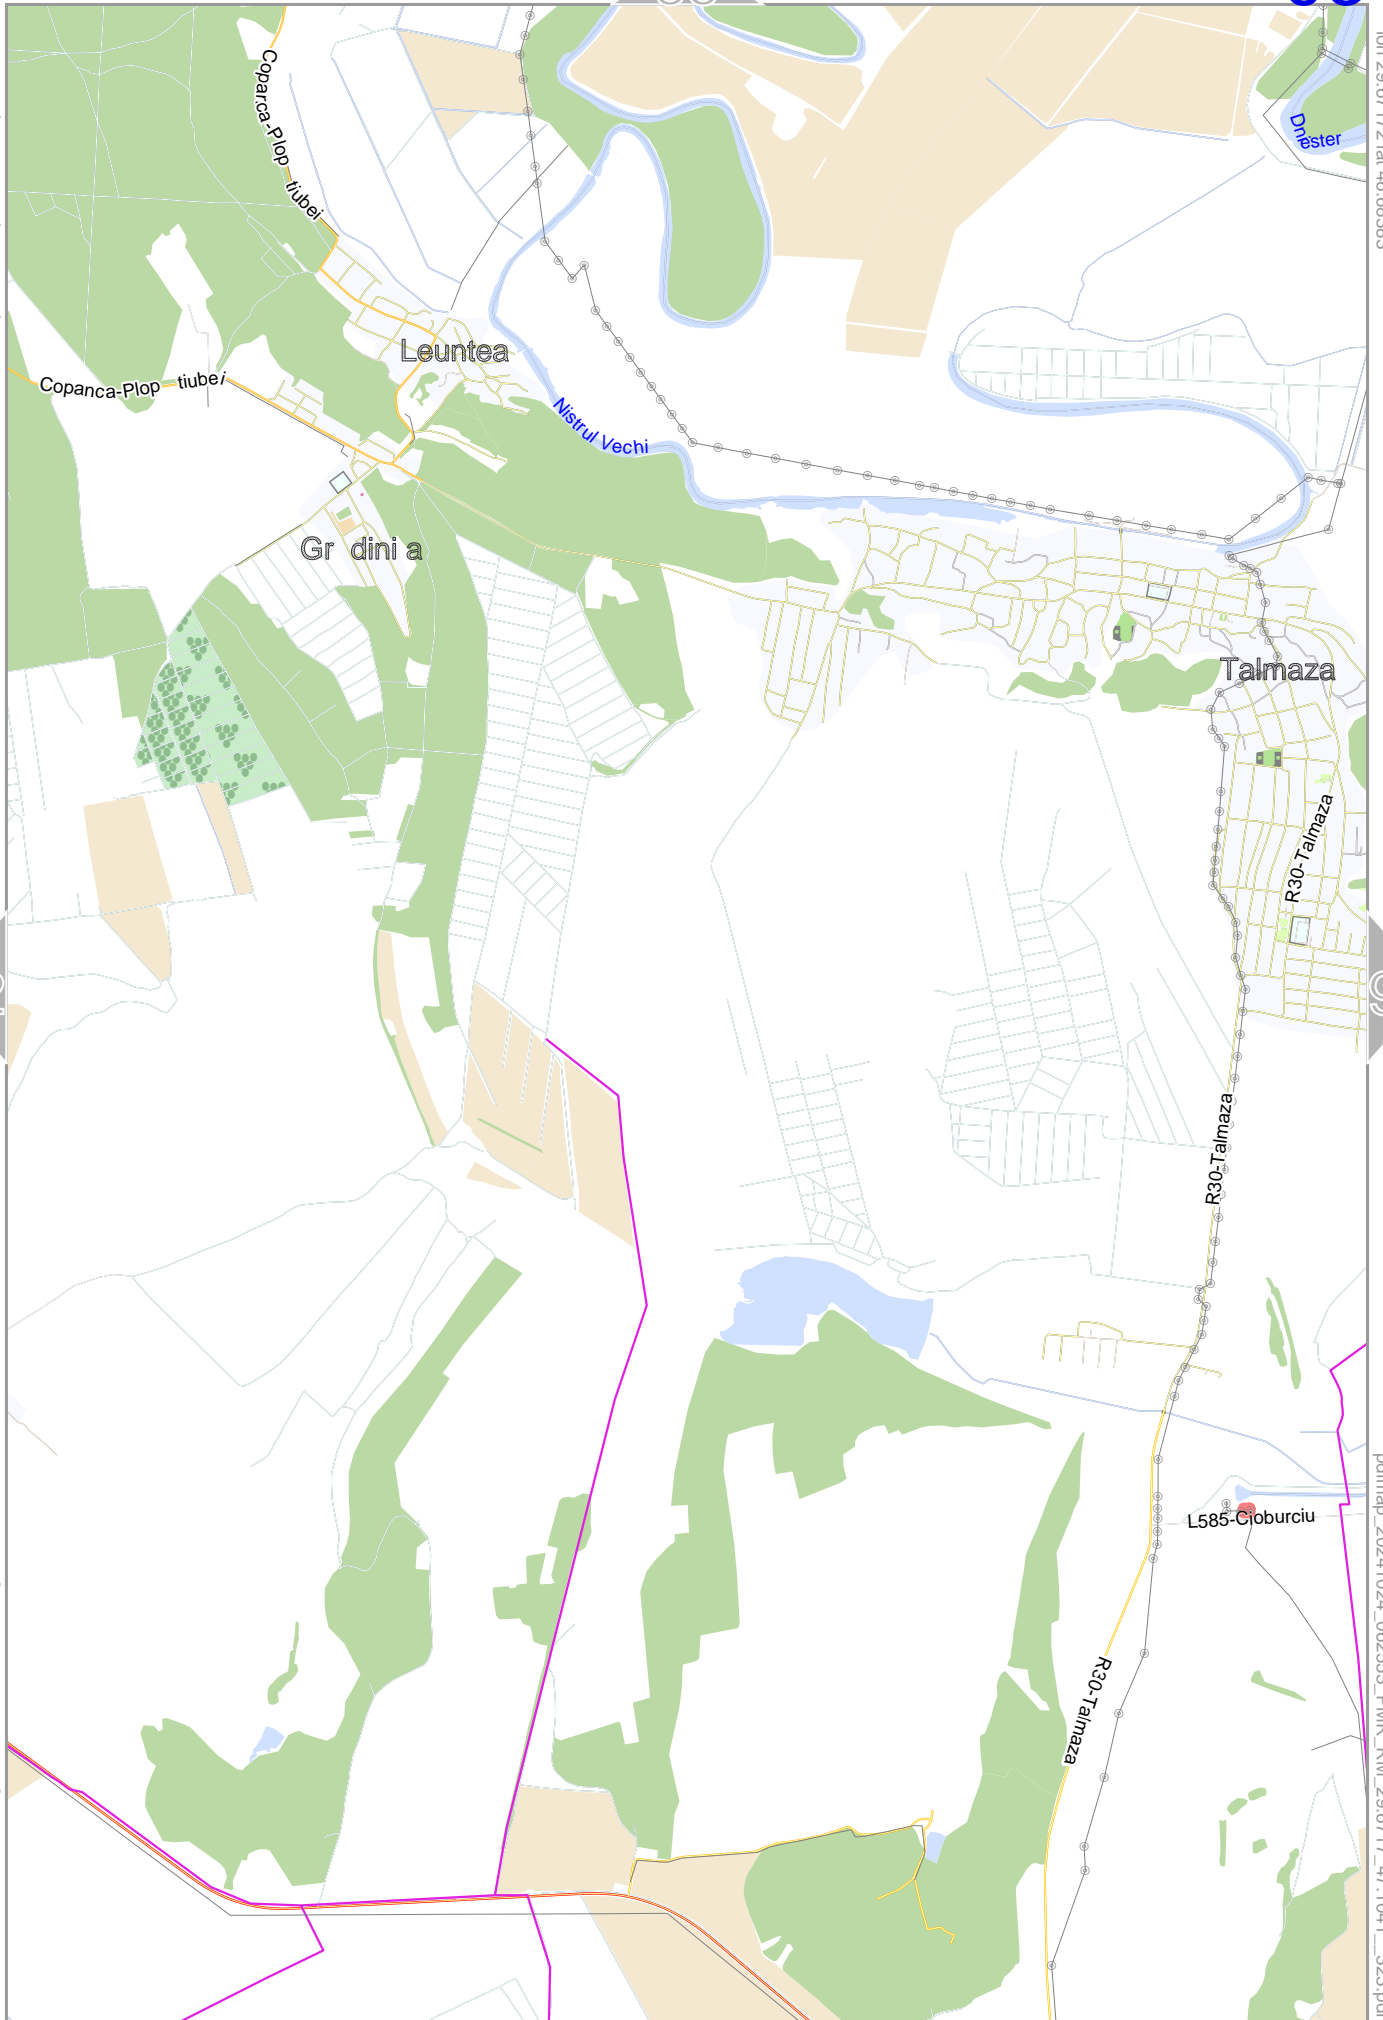 Coparca-Plop tiubei
Dnester
Leuntea
Copanca-Plop tiubei
Nistrul Vechi
Gr dini a
Talmaza
R30-Talmaza
R30-Talmaza
L585-Cioburciu
R30-Talmaza